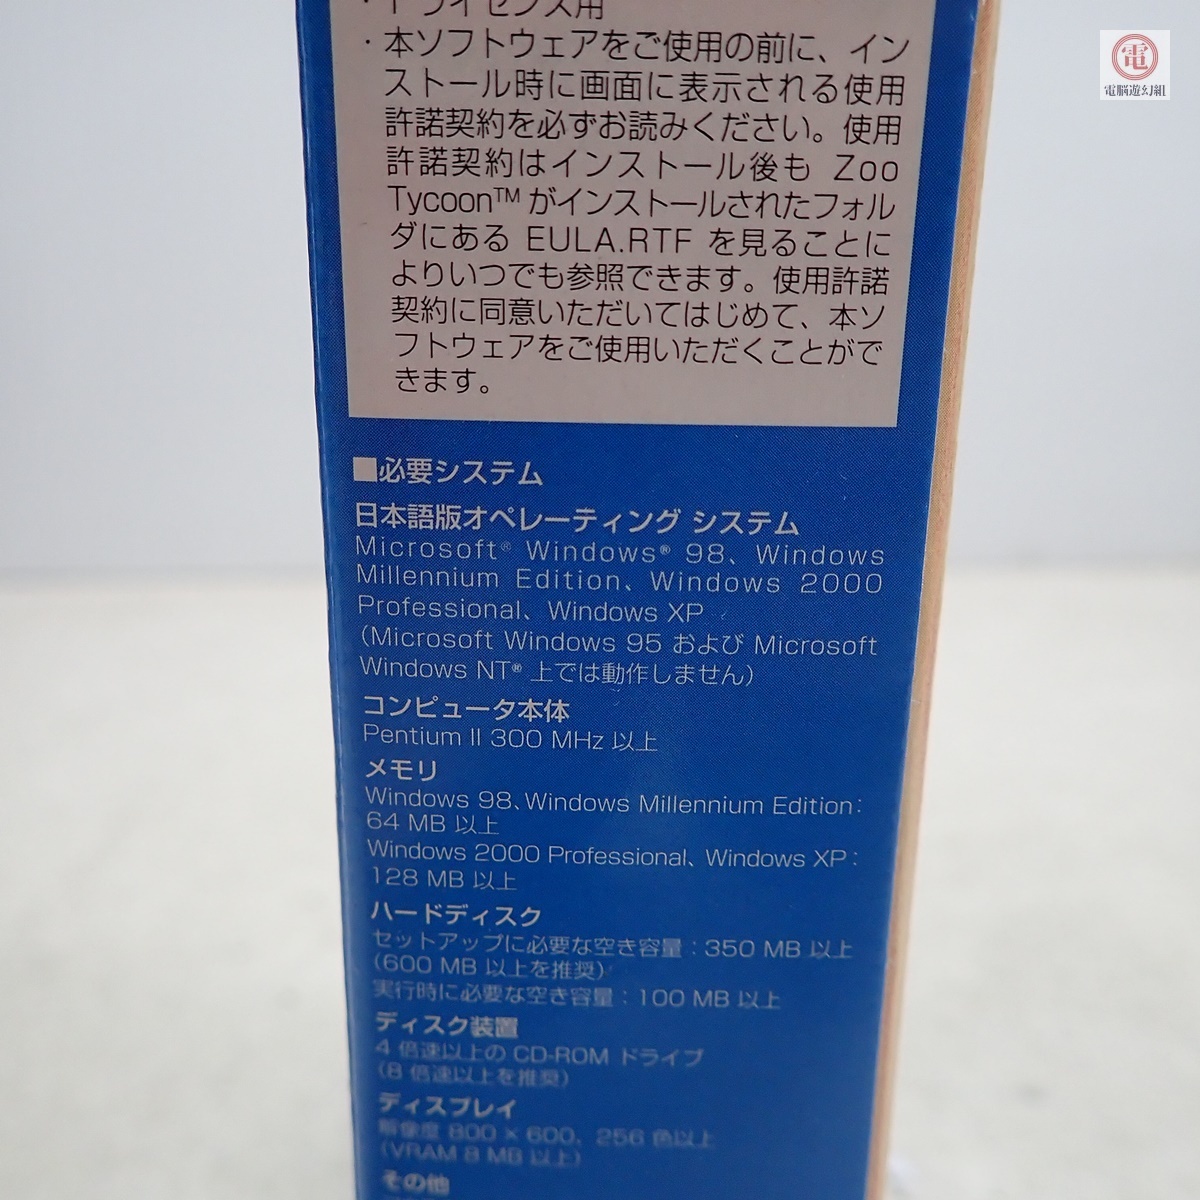 ・1 ライセンス用
・本ソフトウェアをご使用の前に、イン
ストール時に画面に表示される使用
許諾契約を必ずお読みください。使用
許諾契約はインストール後も Zoo
Tycoon™ がインストールされたフォル
ダにある EULA.RTF を見ることに
よりいつでも参照できます。使用許諾
契約に同意いただいてはじめて、本ソ
フトウェアをご使用いただくことがで
きます。
電
電脳遊幻組
■必要システム
日本語版オペレーティング システム
Microsoft® Windows® 98、Windows
Millennium Edition、Windows 2000
Professional、Windows XP
（Microsoft Windows 95 および Microsoft
Windows NT® 上では動作しません）
コンピュータ本体
Pentium II 300 MHz 以上
メモリ
Windows 98、Windows Millennium Edition：
64 MB 以上
Windows 2000 Professional、Windows XP：
128 MB 以上
ハードディスク
セットアップに必要な空き容量：350 MB 以上
（600 MB 以上を推奨）
実行時に必要な空き容量：100 MB 以上
ディスク装置
4 倍速以上の CD-ROM ドライブ
（8 倍速以上を推奨）
ディスプレイ
解像度 800 × 600、256 色以上
（VRAM 8 MB 以上）
その他